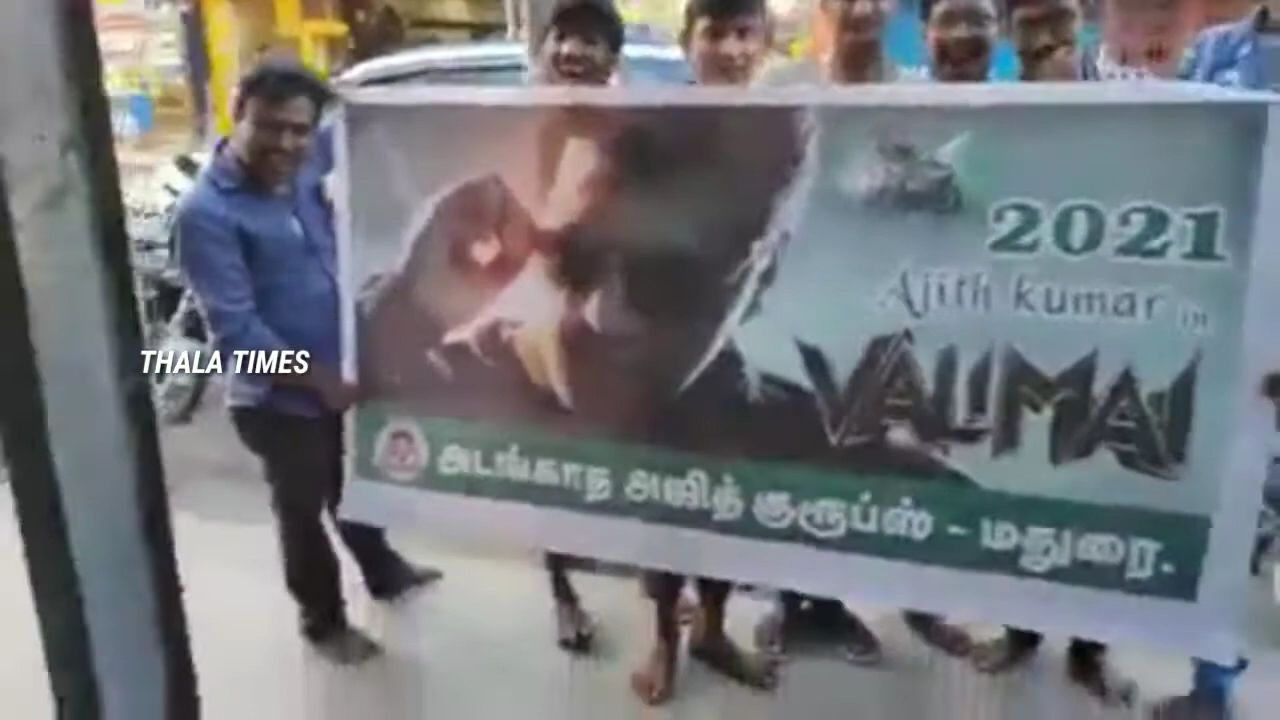 2021
Ajith kumar in
VALIMAI
THALA TIMES
அடங்காத அஜித் குரூப்ஸ் - மதுரை.